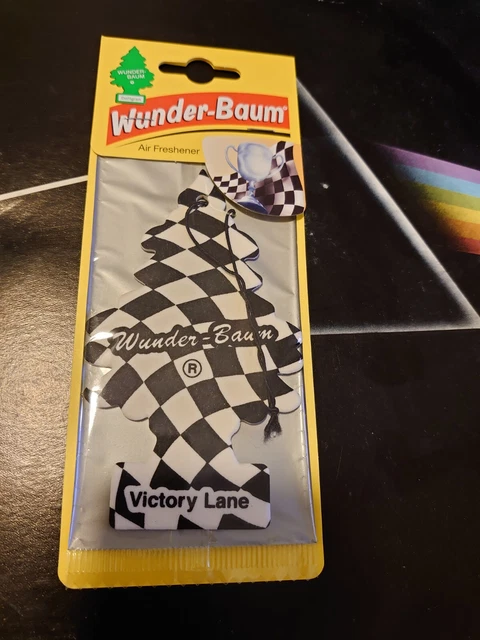 WUNDER-
BAUM
Wunder-Baum®
Air Freshener
Wunder-Baum
®
Victory Lane